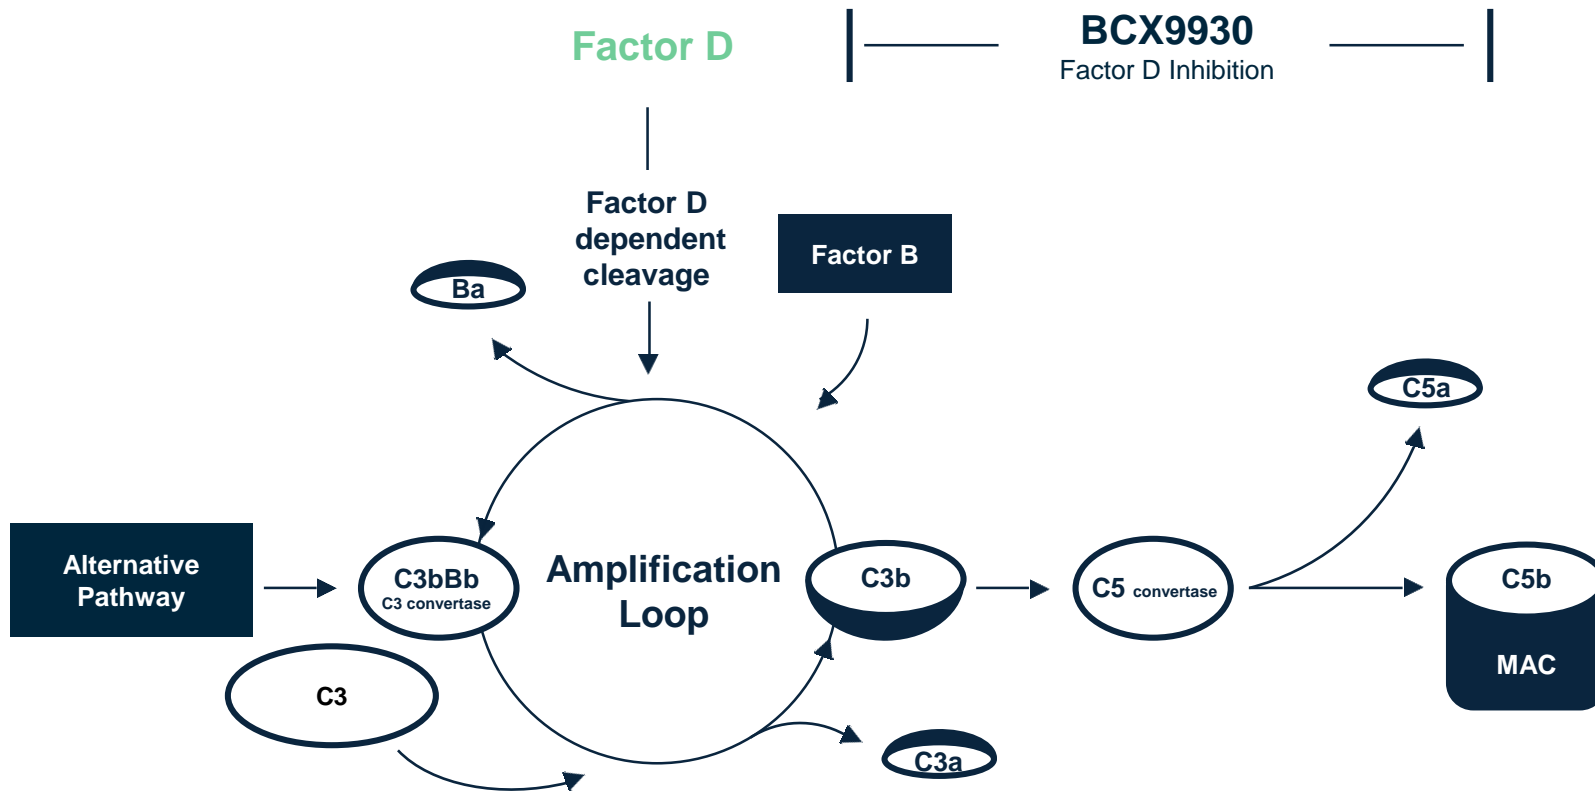 Factor D
BCX9930
Factor D Inhibition
Factor D
dependent
cleavage
Factor B
Ba
C5a
Alternative
Pathway
C3bBb
C3 convertase
Amplification
Loop
C3b
C5 convertase
C5b
MAC
C3
C3a